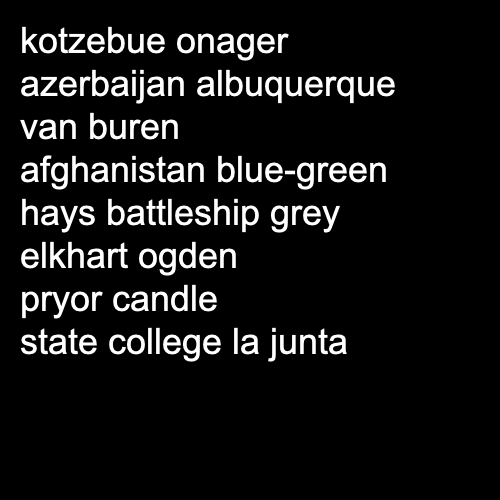 kotzebue onager
azerbaijan albuquerque
van buren
afghanistan blue-green
hays battleship grey
elkhart ogden
pryor candle
state college la junta